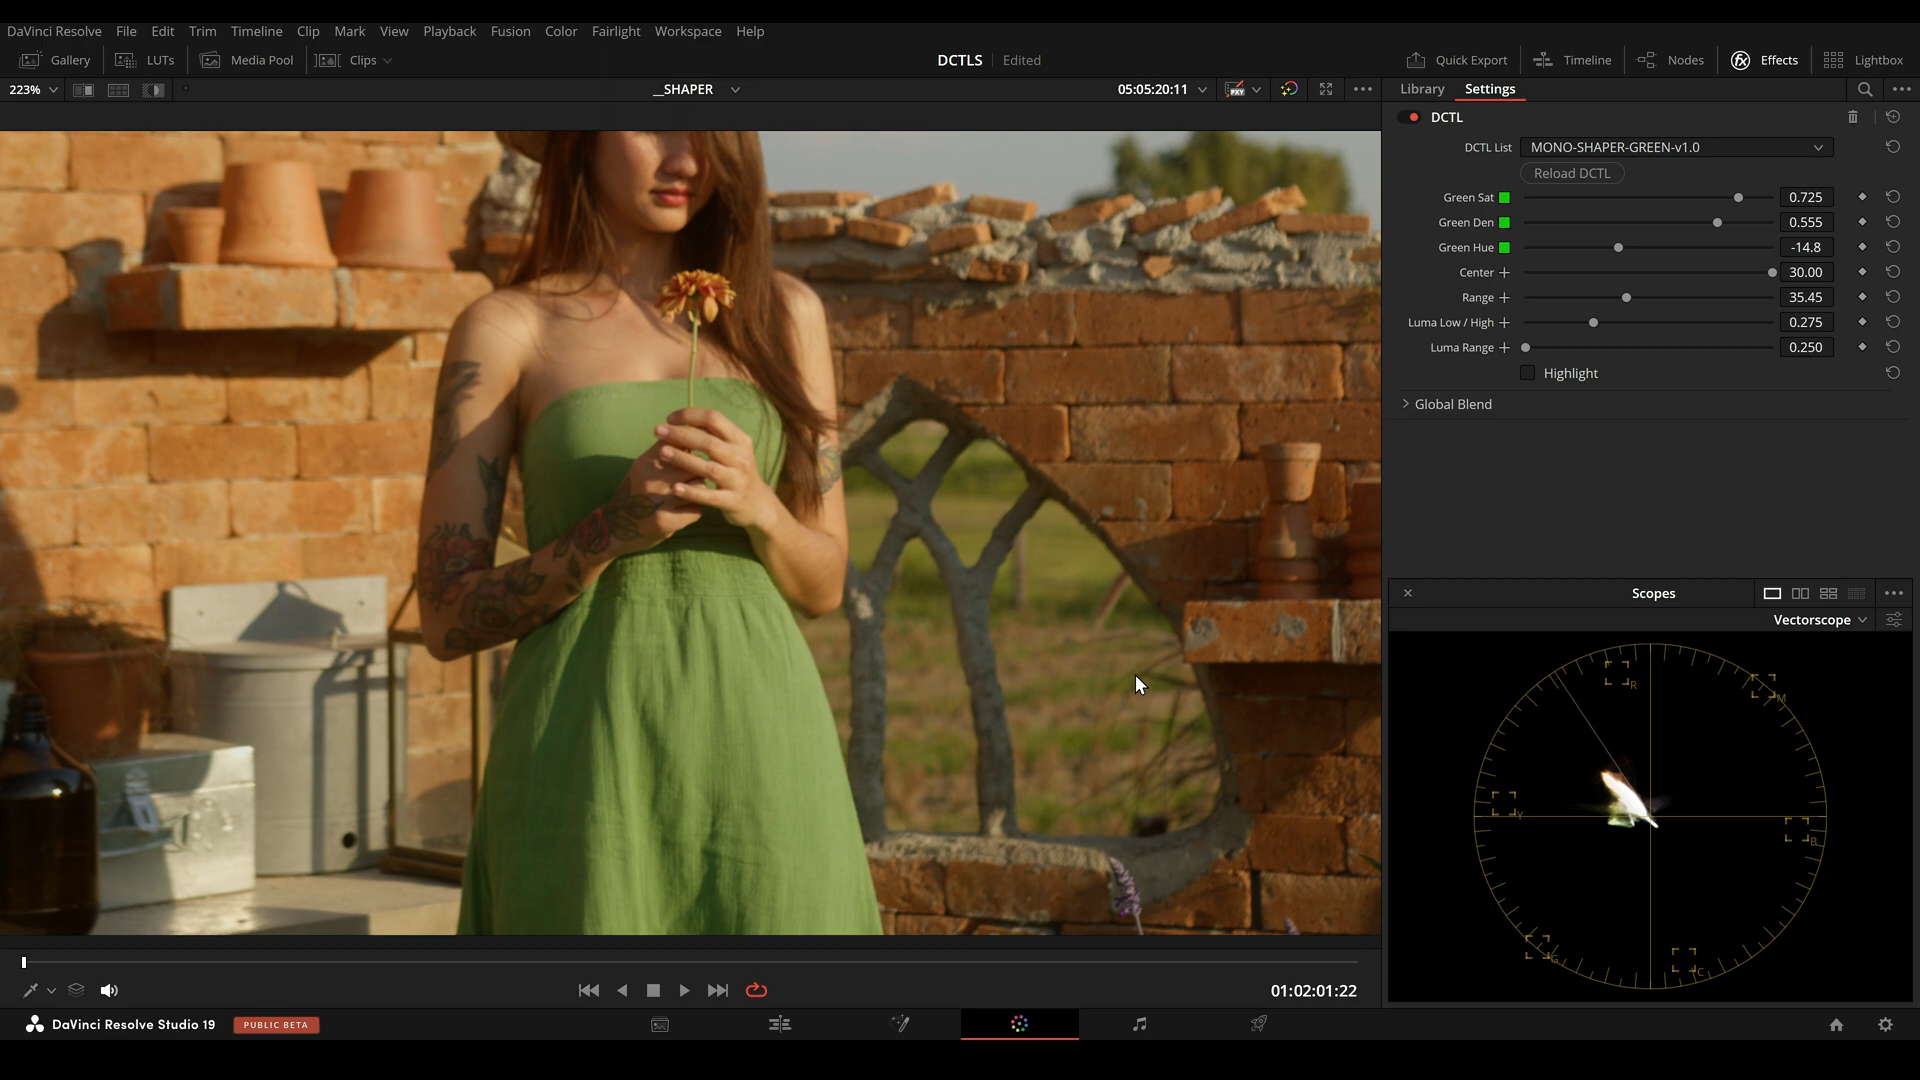 DaVinci Resolve File Edit Trim Timeline Clip Mark View Playback Fusion Color Fairlight Workspace Help
Gallery LUTs Media Pool Clips DCTLS Edited Quick Export Timeline Nodes Effects Lightbox
223% __SHAPER 05:05:20:11 PXY Library Settings
DCTL
DCTL List MONO-SHAPER-GREEN-v1.0
Reload DCTL
Green Sat 0.725
Green Den 0.555
Green Hue -14.8
Center 30.00
Range 35.45
Luma Low / High 0.275
Luma Range 0.250
Highlight
Global Blend
Scopes
Vectorscope
R
M
Y
B
G
C
01:02:01:22
DaVinci Resolve Studio 19 PUBLIC BETA